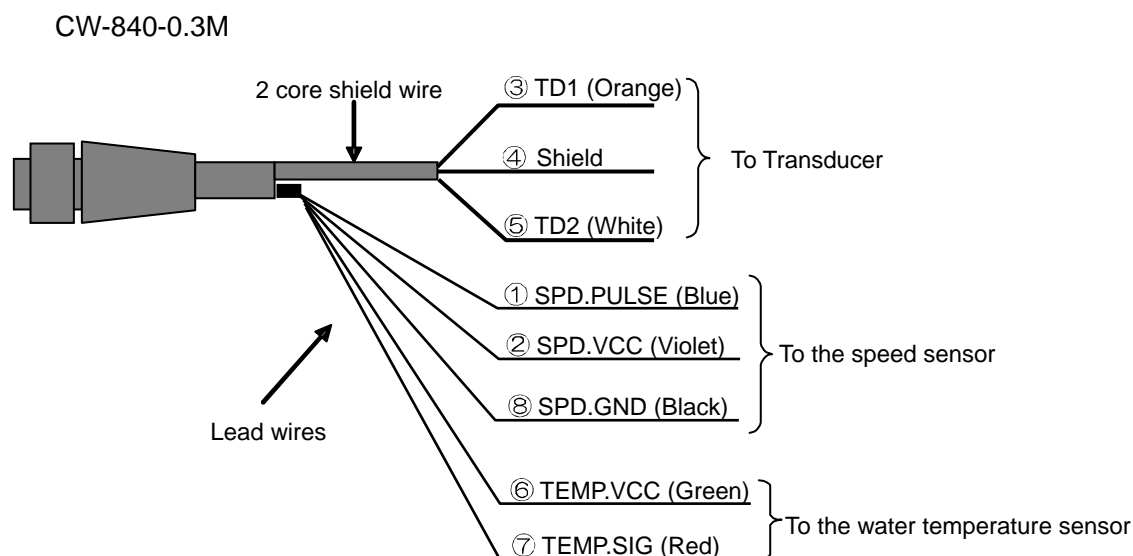 CW-840-0.3M
2 core shield wire
③ TD1 (Orange)
④ Shield
⑤ TD2 (White)
To Transducer
① SPD.PULSE (Blue)
② SPD.VCC (Violet)
⑧ SPD.GND (Black)
To the speed sensor
Lead wires
⑥ TEMP.VCC (Green)
⑦ TEMP.SIG (Red)
To the water temperature sensor